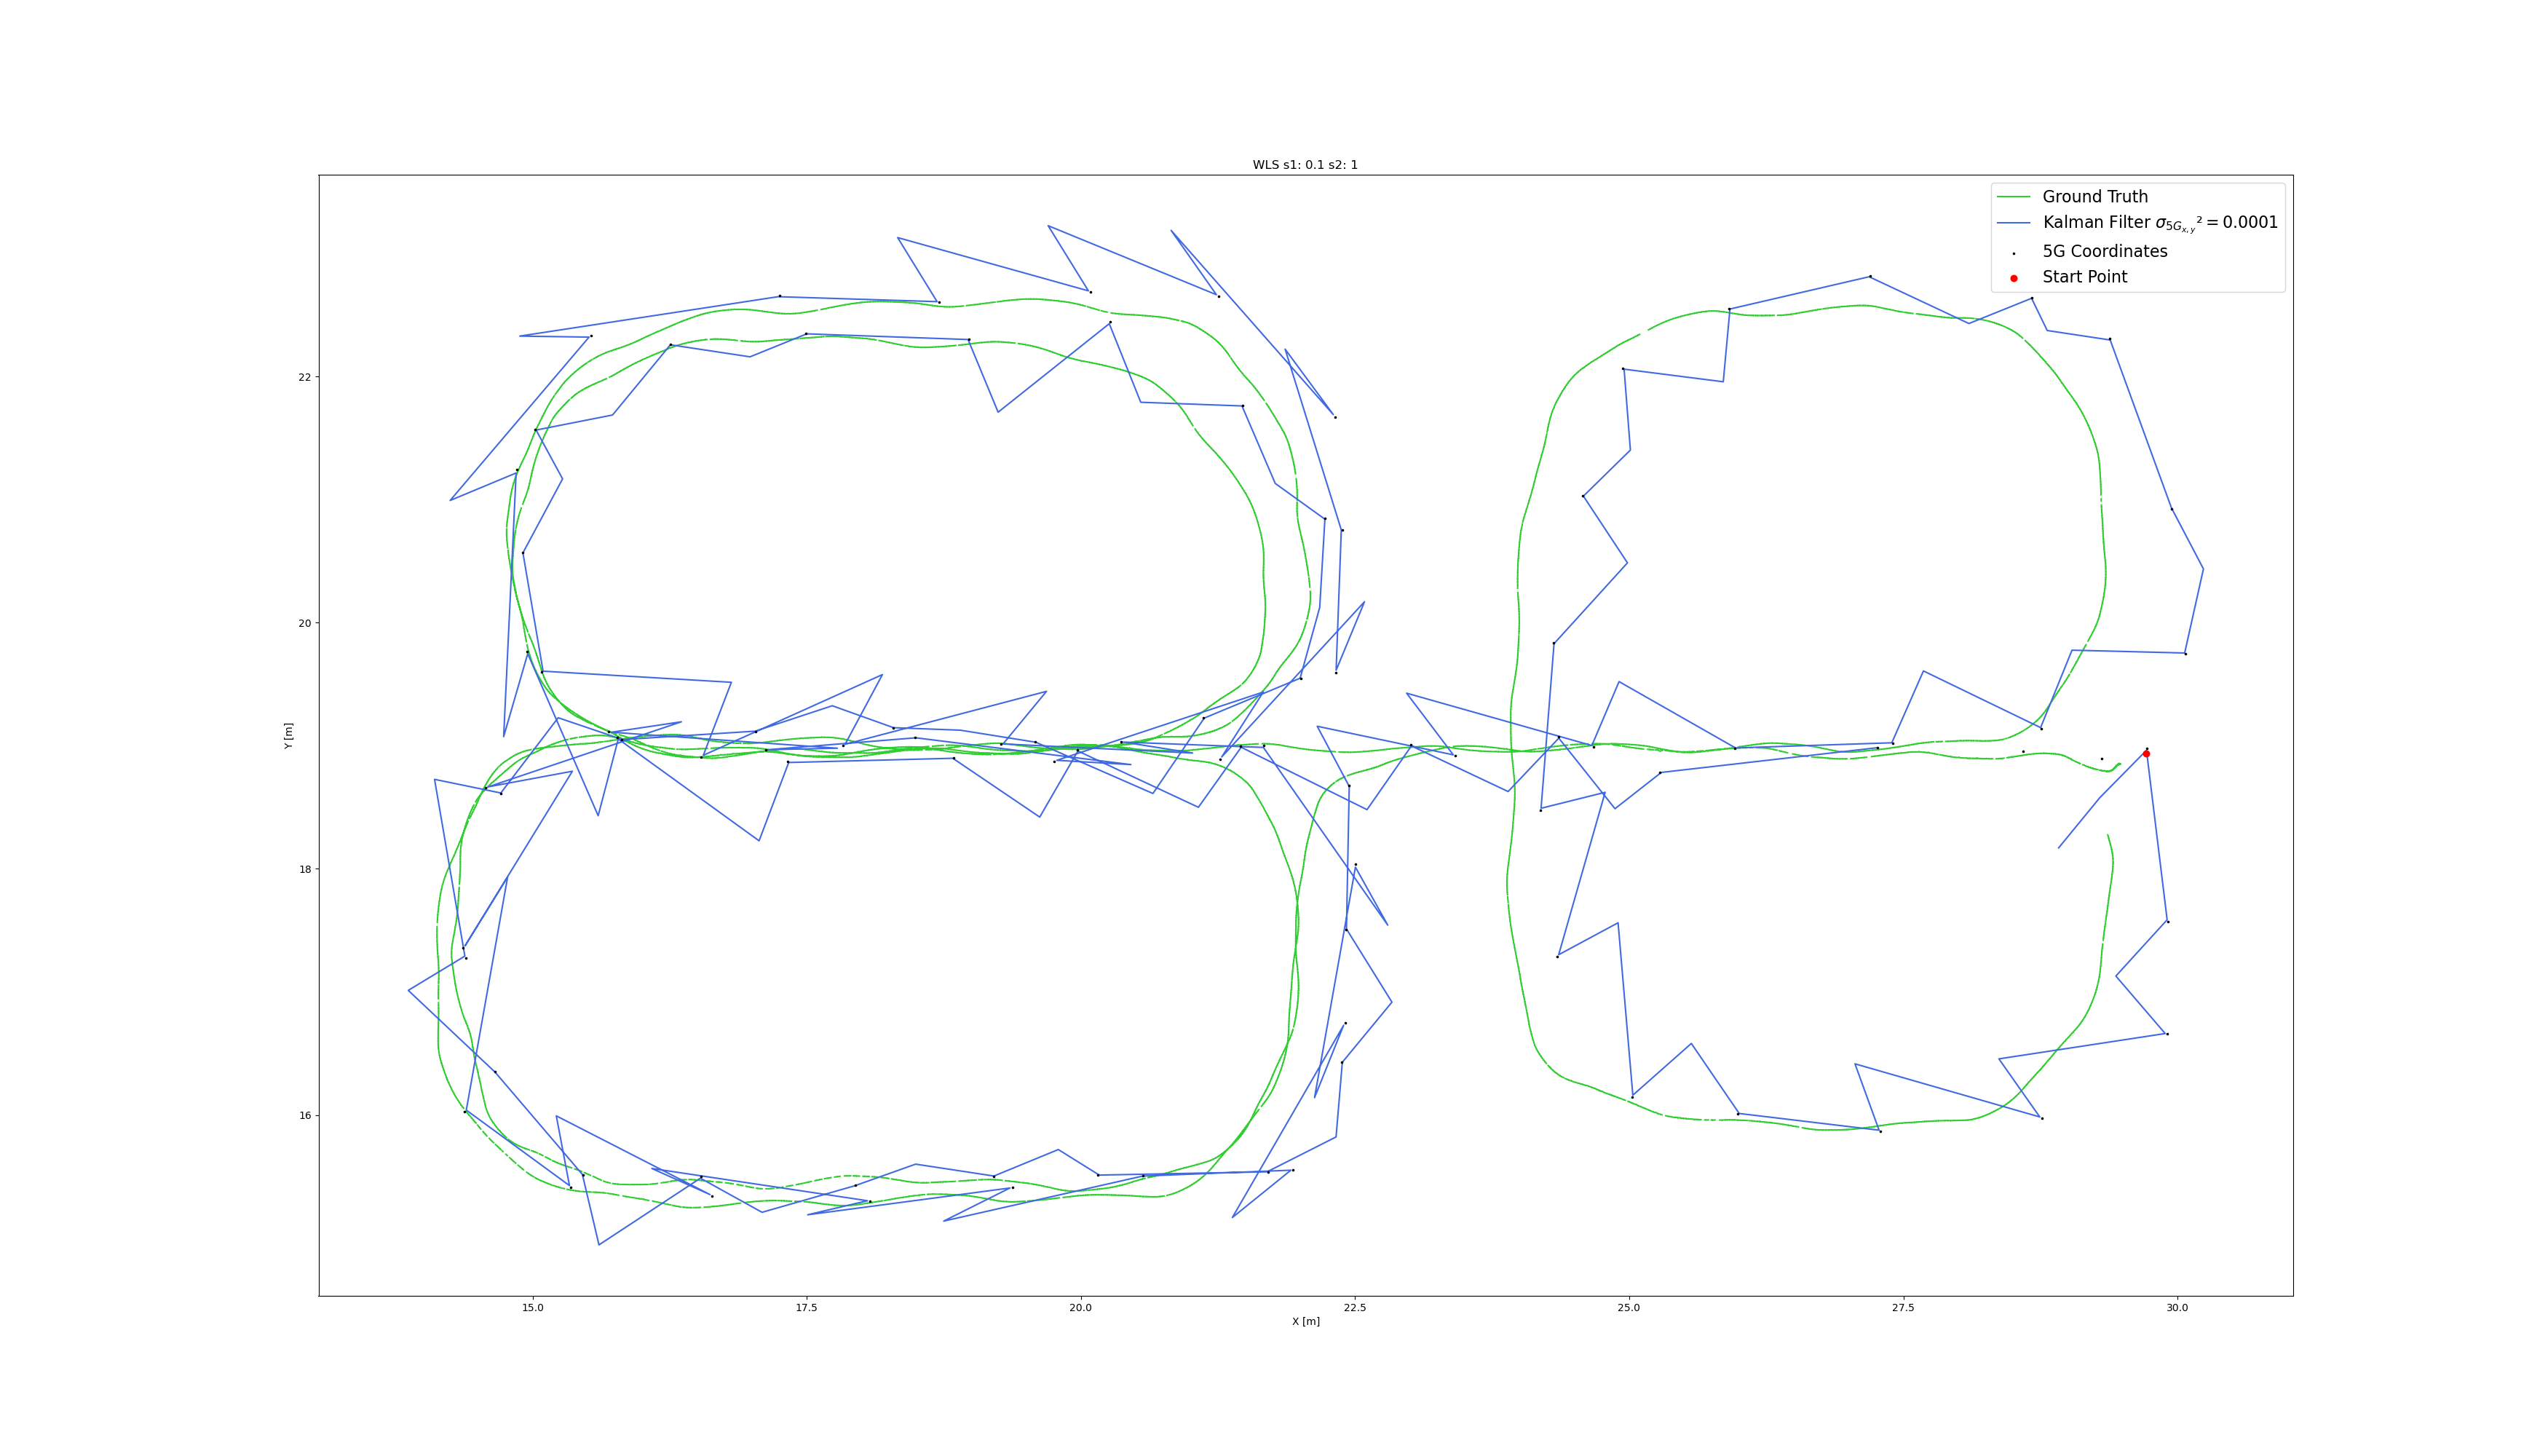 WLS s1: 0.1 s2: 1
Ground Truth
Kalman Filter σ5Gx,y² = 0.0001
5G Coordinates
Start Point
22
20
18
16
Y [m]
15.0 17.5 20.0 22.5 25.0 27.5 30.0
X [m]